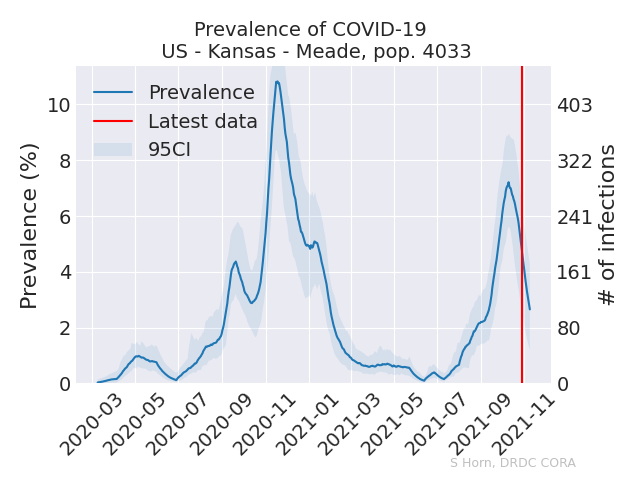 Prevalence of COVID-19
US - Kansas - Meade, pop. 4033
Prevalence
Latest data
95CI
Prevalence (%)
10
8
6
4
2
0
403
322
241
161
80
0
# of infections
2020-03
2020-05
2020-07
2020-09
2020-11
2021-01
2021-03
2021-05
2021-07
2021-09
2021-11
S Horn, DRDC CORA